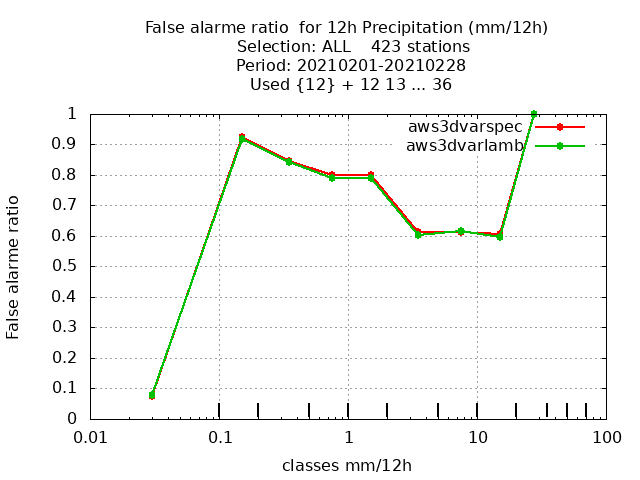 False alarme ratio  for 12h Precipitation (mm/12h)
Selection: ALL    423 stations
Period: 20210201-20210228
Used {12} + 12 13 ... 36
aws3dvarspec
aws3dvarlamb
1
0.9
0.8
0.7
0.6
0.5
0.4
0.3
0.2
0.1
0
False alarme ratio
0.01 0.1 1 10 100
classes mm/12h